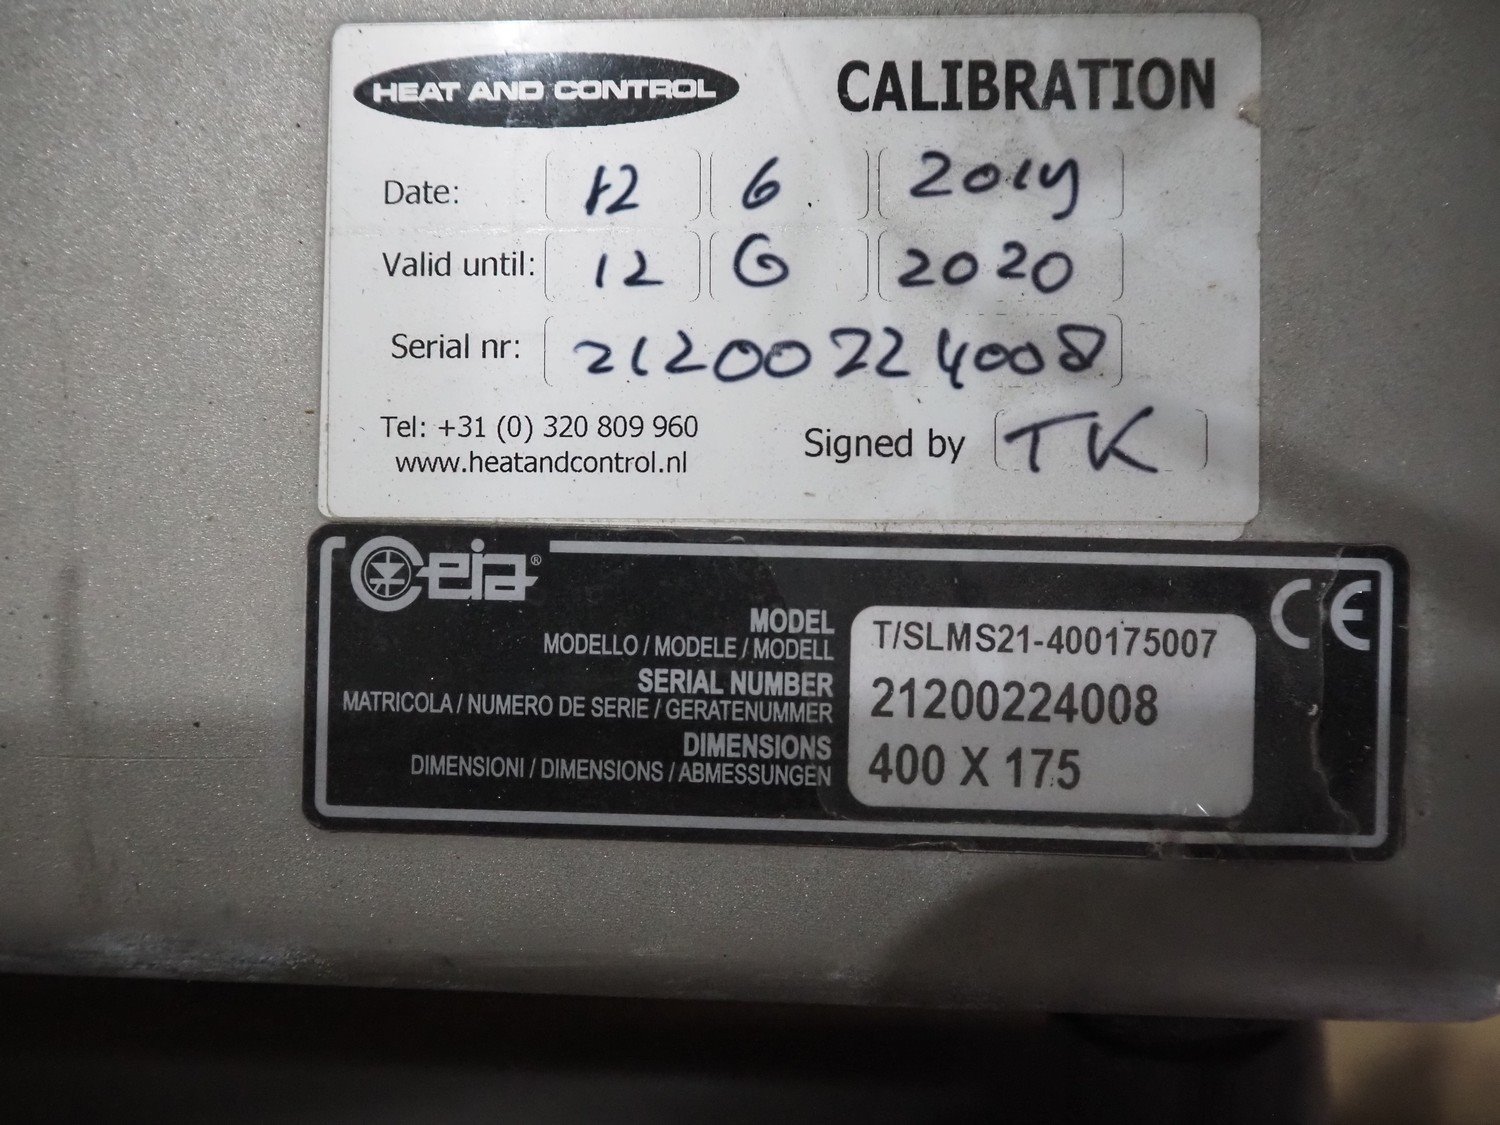 HEAT AND CONTROL CALIBRATION
Date: 12 6 2019
Valid until: 12 6 2020
Serial nr: 21200224008
Tel: +31 (0) 320 809 960
www.heatandcontrol.nl
Signed by TK
Ceia®
CE
MODEL T/SLMS21-400175007
MODELLO / MODELE / MODELL
SERIAL NUMBER 21200224008
MATRICOLA / NUMERO DE SERIE / GERATENUMMER
DIMENSIONS 400 X 175
DIMENSIONI / DIMENSIONS / ABMESSUNGEN